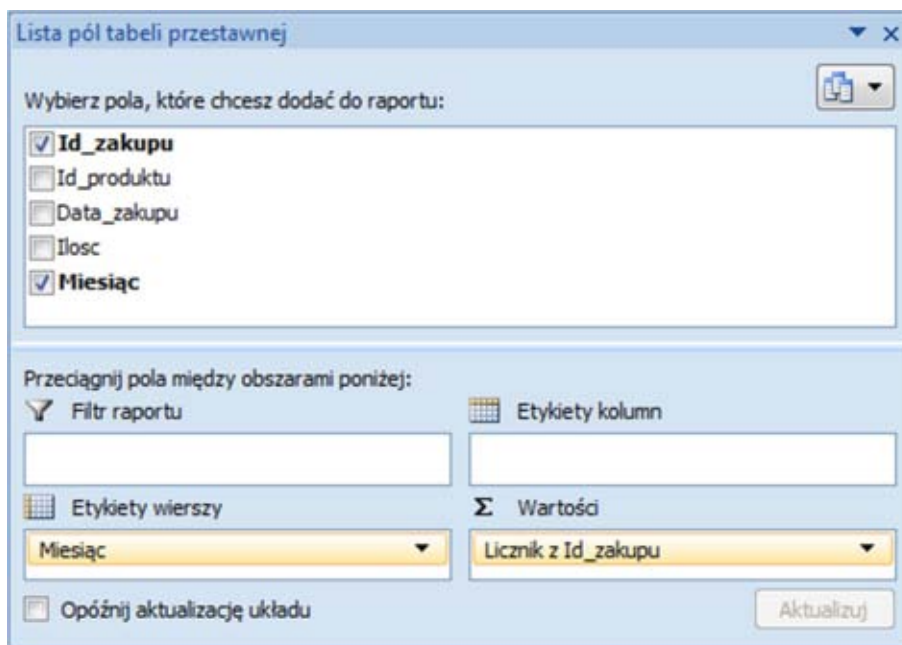 Lista pól tabeli przestawnej
Wybierz pola, które chcesz dodać do raportu:
Id_zakupu
Id_produktu
Data_zakupu
Ilosc
Miesiąc
Przeciągnij pola między obszarami poniżej:
Filtr raportu
Etykiety kolumn
Etykiety wierszy
Σ Wartości
Miesiąc
Licznik z Id_zakupu
Opóźnij aktualizację układu
Aktualizuj